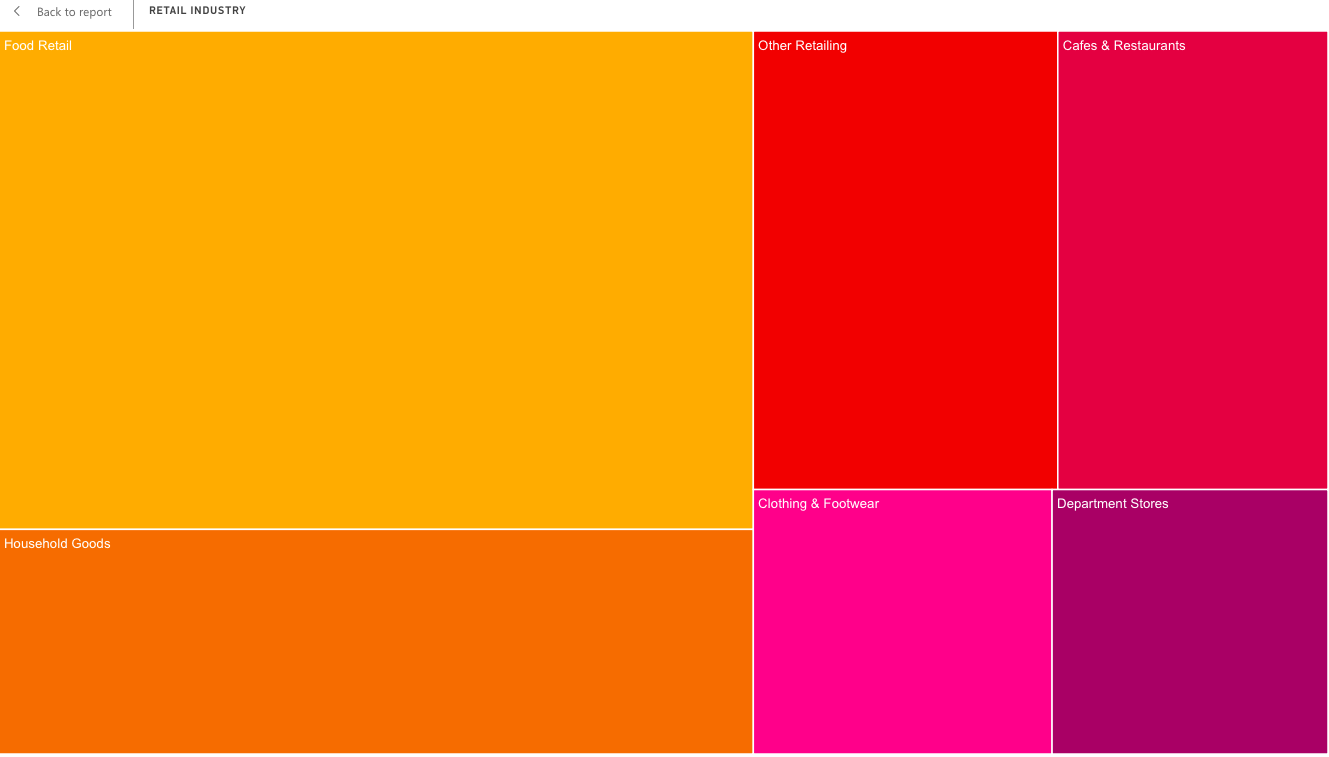 Back to report
RETAIL INDUSTRY
Food Retail
Other Retailing
Cafes & Restaurants
Household Goods
Clothing & Footwear
Department Stores